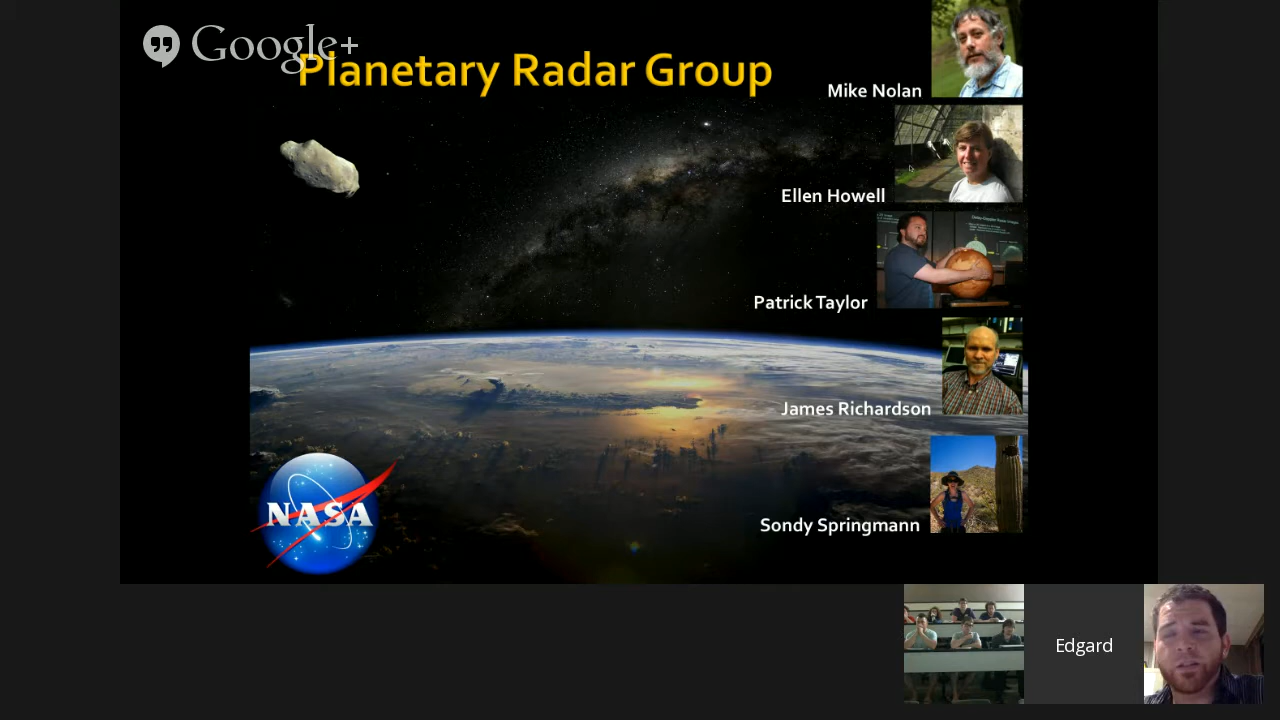 Google+
Planetary Radar Group
Mike Nolan
Ellen Howell
Patrick Taylor
James Richardson
NASA
Sondy Springmann
Edgard